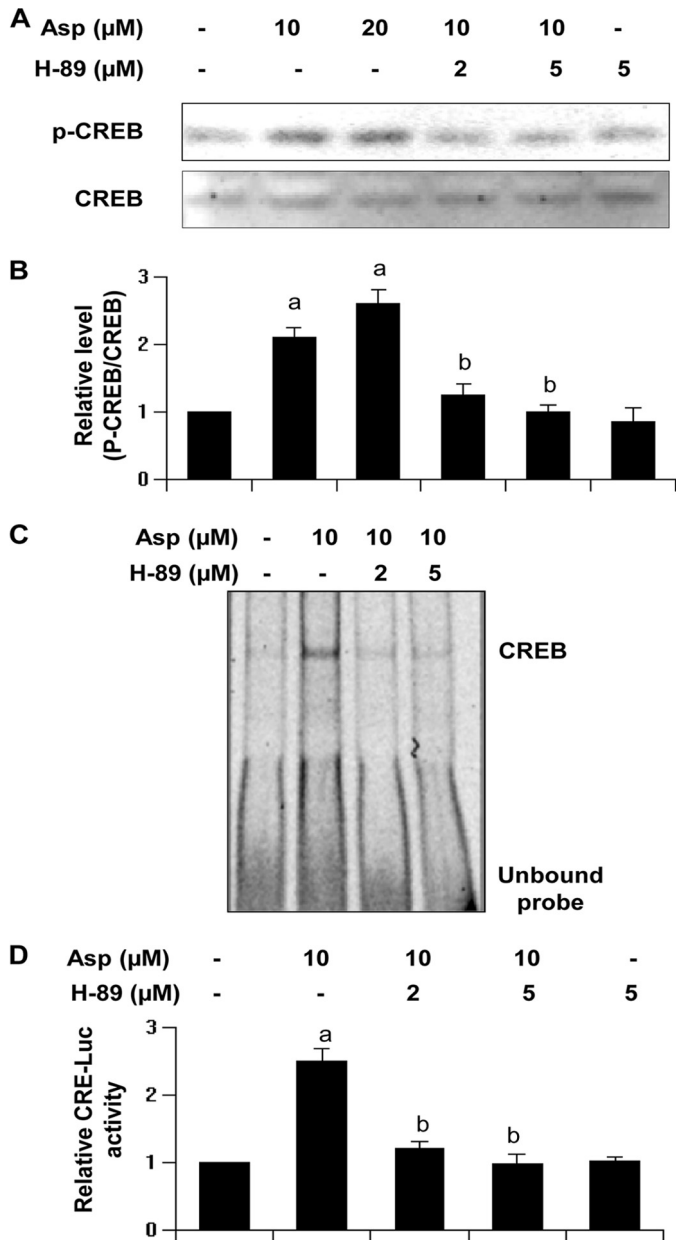 A
Asp (µM) - 10 20 10 10 -
H-89 (µM) - - - 2 5 5
p-CREB
CREB
B
Relative level
(P-CREB/CREB)
3
2
1
0
a
a
b
b
C
Asp (µM) - 10 10 10
H-89 (µM) - - 2 5
CREB
Unbound
probe
D
Asp (µM) - 10 10 10 -
H-89 (µM) - - 2 5 5
Relative CRE-Luc
activity
3
2
1
0
a
b
b